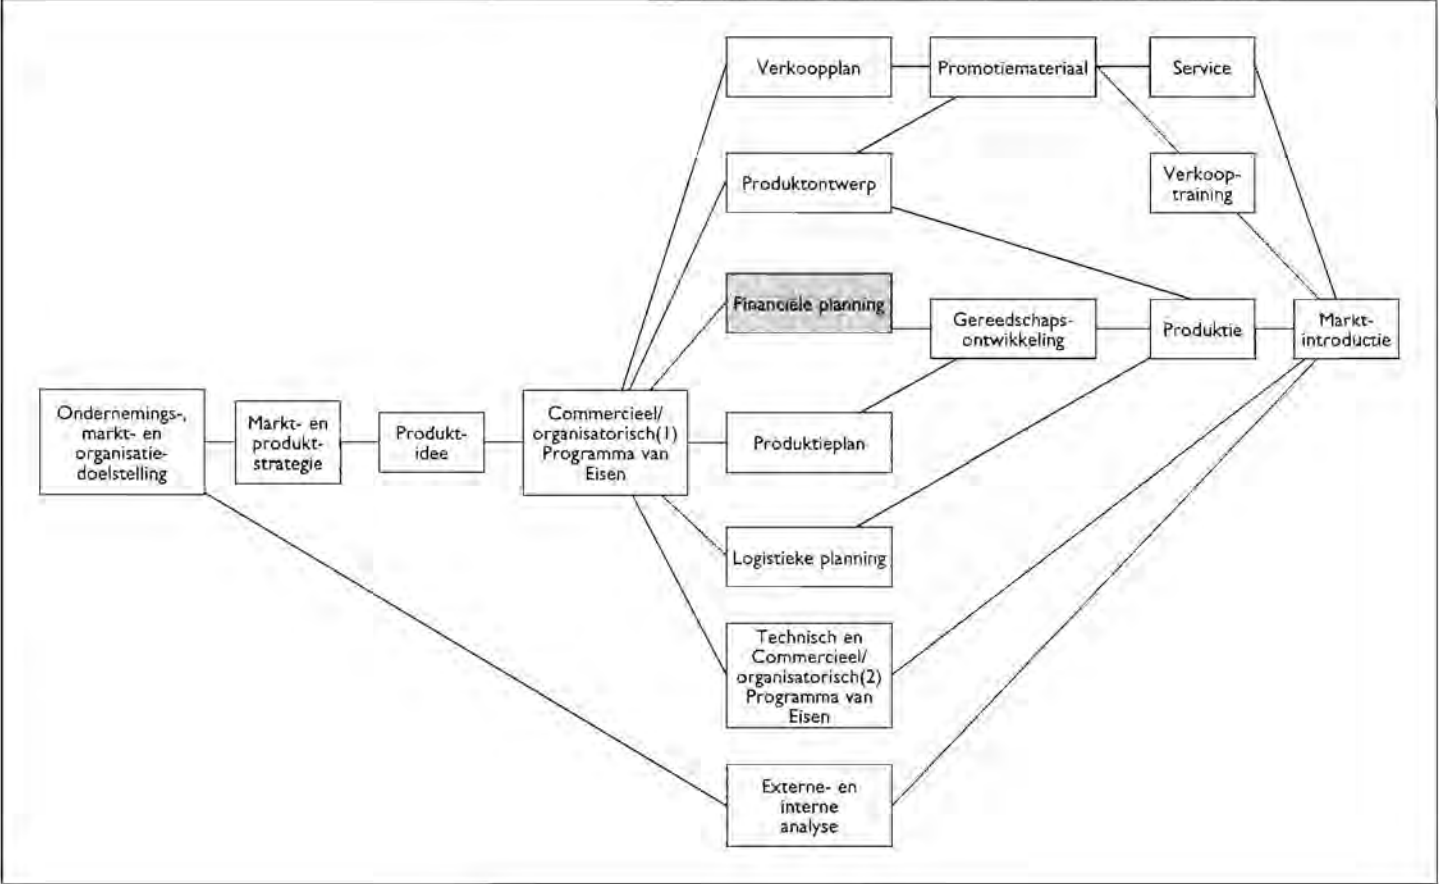 Verkoopplan
Promotiemateriaal
Service
Produktontwerp
Verkoop-
training
Financiële planning
Gereedschaps-
ontwikkeling
Produktie
Markt-
introductie
Ondernemings-,
markt- en
organisatie-
doelstelling
Markt- en
produkt-
strategie
Produkt-
idee
Commercieel/
organisatorisch(1)
Programma van
Eisen
Produktieplan
Logistieke planning
Technisch en
Commercieel/
organisatorisch(2)
Programma van
Eisen
Externe- en
interne
analyse